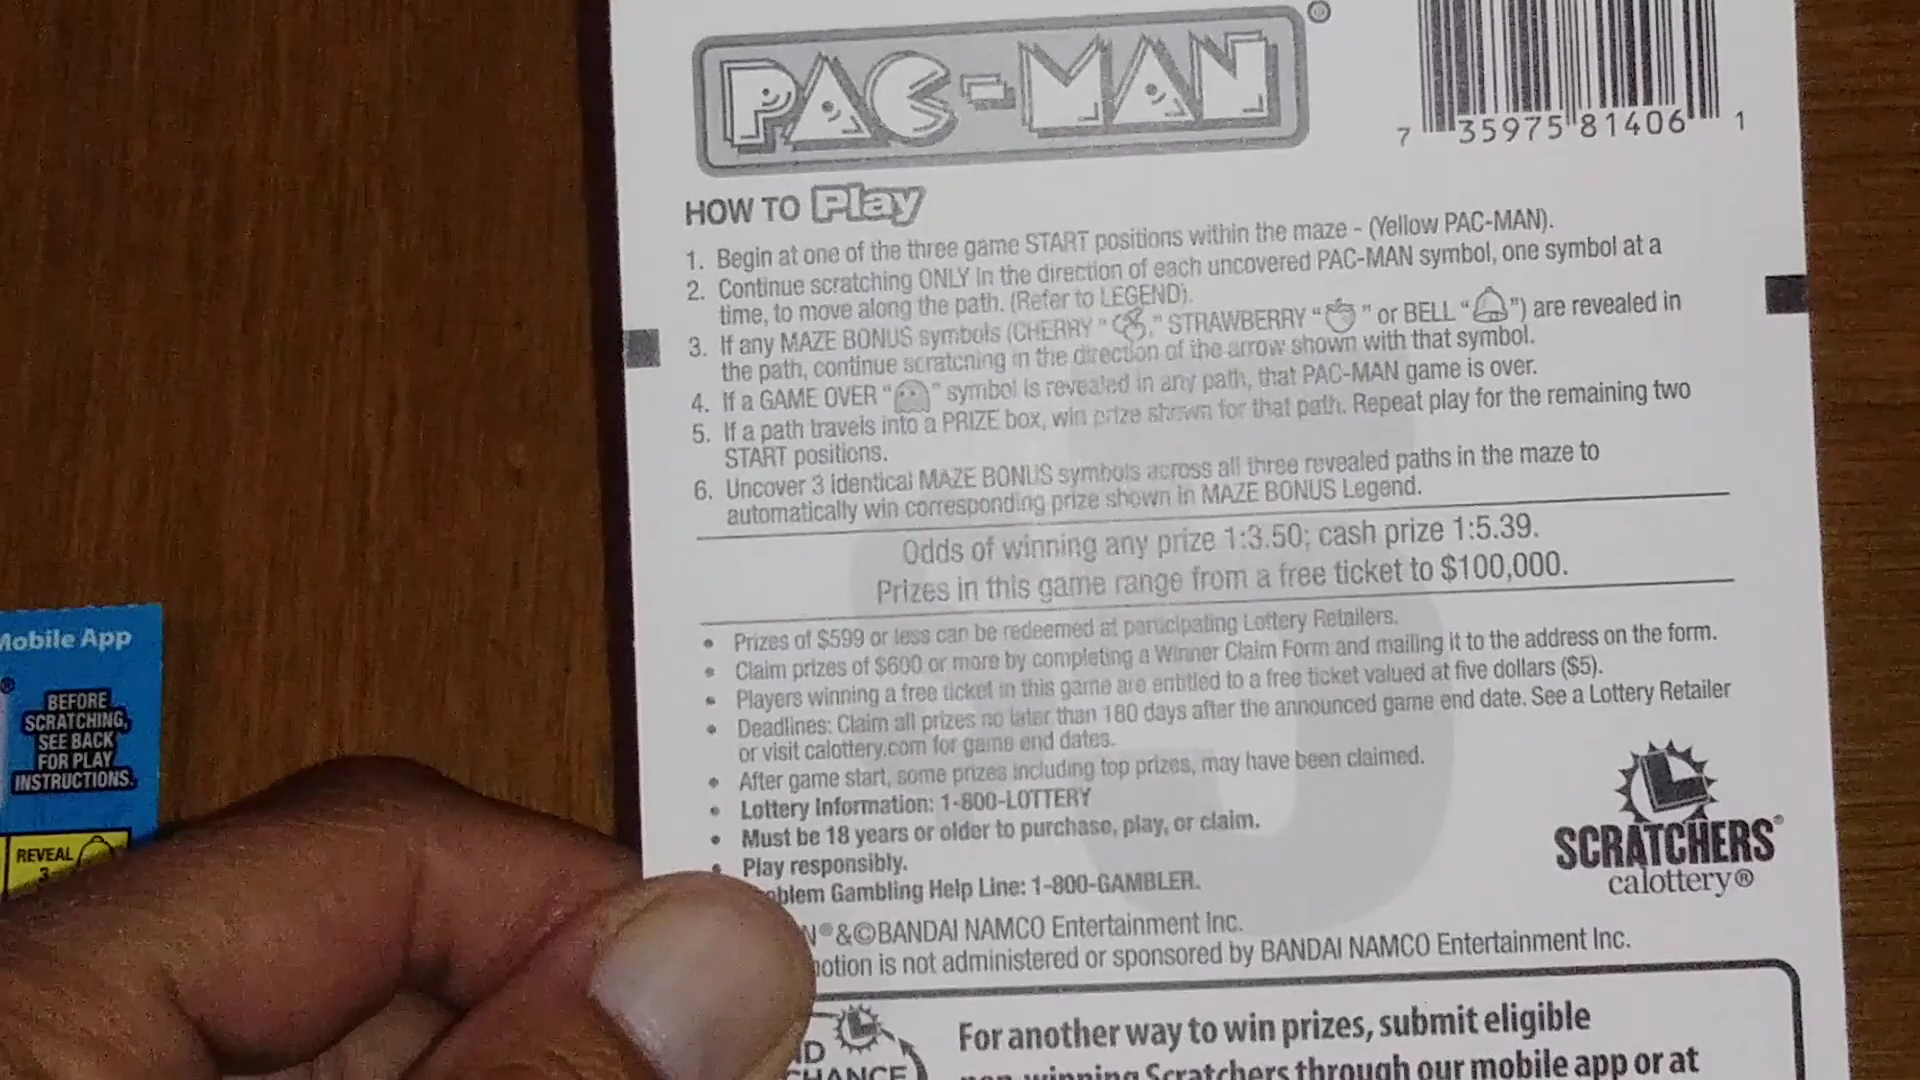 PAC-MAN®
7 35975 81406 1
HOW TO Play
1. Begin at one of the three game START positions within the maze - (Yellow PAC-MAN).
2. Continue scratching ONLY in the direction of each uncovered PAC-MAN symbol, one symbol at a
time, to move along the path. (Refer to LEGEND).
3. If any MAZE BONUS symbols (CHERRY " ," STRAWBERRY " " or BELL " ") are revealed in
the path, continue scratching in the direction of the arrow shown with that symbol.
4. If a GAME OVER " " symbol is revealed in any path, that PAC-MAN game is over.
5. If a path travels into a PRIZE box, win prize shown for that path. Repeat play for the remaining two
START positions.
6. Uncover 3 identical MAZE BONUS symbols across all three revealed paths in the maze to
automatically win corresponding prize shown in MAZE BONUS Legend.
Odds of winning any prize 1:3.50; cash prize 1:5.39.
Prizes in this game range from a free ticket to $100,000.
• Prizes of $599 or less can be redeemed at participating Lottery Retailers.
• Claim prizes of $600 or more by completing a Winner Claim Form and mailing it to the address on the form.
• Players winning a free ticket in this game are entitled to a free ticket valued at five dollars ($5).
• Deadlines: Claim all prizes no later than 180 days after the announced game end date. See a Lottery Retailer
or visit calottery.com for game end dates.
• After game start, some prizes including top prizes, may have been claimed.
• Lottery Information: 1-800-LOTTERY
• Must be 18 years or older to purchase, play, or claim.
• Play responsibly.
blem Gambling Help Line: 1-800-GAMBLER.
N®&©BANDAI NAMCO Entertainment Inc.
otion is not administered or sponsored by BANDAI NAMCO Entertainment Inc.
SCRATCHERS®
calottery®
For another way to win prizes, submit eligible
non-winning Scratchers through our mobile app or at
ND
CHANCE
Mobile App
®
BEFORE
SCRATCHING,
SEE BACK
FOR PLAY
INSTRUCTIONS.
REVEAL
3